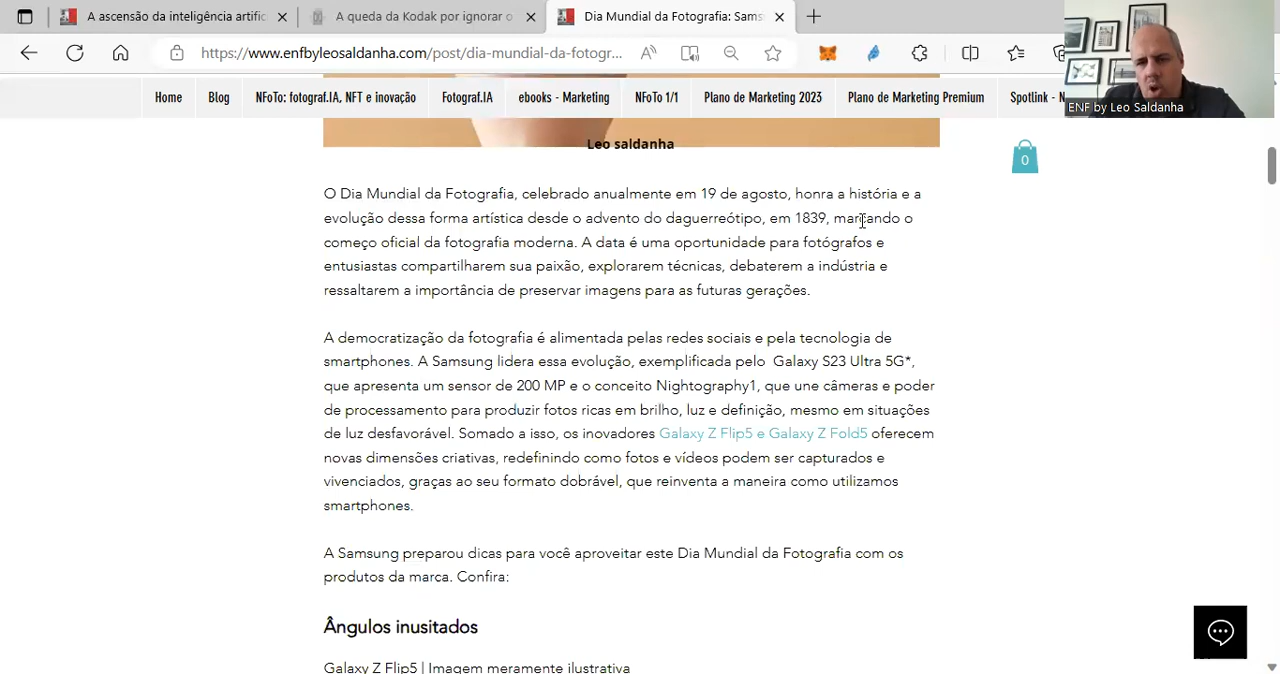 A ascensão da inteligência artific
A queda da Kodak por ignorar o
Dia Mundial da Fotografia: Sams
https://www.enfbyleosaldanha.com/post/dia-mundial-da-fotogr...
Home
Blog
NFoTo: fotograf.IA, NFT e inovação
Fotograf.IA
ebooks - Marketing
NFoTo 1/1
Plano de Marketing 2023
Plano de Marketing Premium
Spotlink - N
ENF by Leo Saldanha
Leo saldanha
0
O Dia Mundial da Fotografia, celebrado anualmente em 19 de agosto, honra a história e a
evolução dessa forma artística desde o advento do daguerreótipo, em 1839, marcando o
começo oficial da fotografia moderna. A data é uma oportunidade para fotógrafos e
entusiastas compartilharem sua paixão, explorarem técnicas, debaterem a indústria e
ressaltarem a importância de preservar imagens para as futuras gerações.
A democratização da fotografia é alimentada pelas redes sociais e pela tecnologia de
smartphones. A Samsung lidera essa evolução, exemplificada pelo Galaxy S23 Ultra 5G*,
que apresenta um sensor de 200 MP e o conceito Nightography1, que une câmeras e poder
de processamento para produzir fotos ricas em brilho, luz e definição, mesmo em situações
de luz desfavorável. Somado a isso, os inovadores Galaxy Z Flip5 e Galaxy Z Fold5 oferecem
novas dimensões criativas, redefinindo como fotos e vídeos podem ser capturados e
vivenciados, graças ao seu formato dobrável, que reinventa a maneira como utilizamos
smartphones.
A Samsung preparou dicas para você aproveitar este Dia Mundial da Fotografia com os
produtos da marca. Confira:
Ângulos inusitados
Galaxy Z Flip5 | Imagem meramente ilustrativa